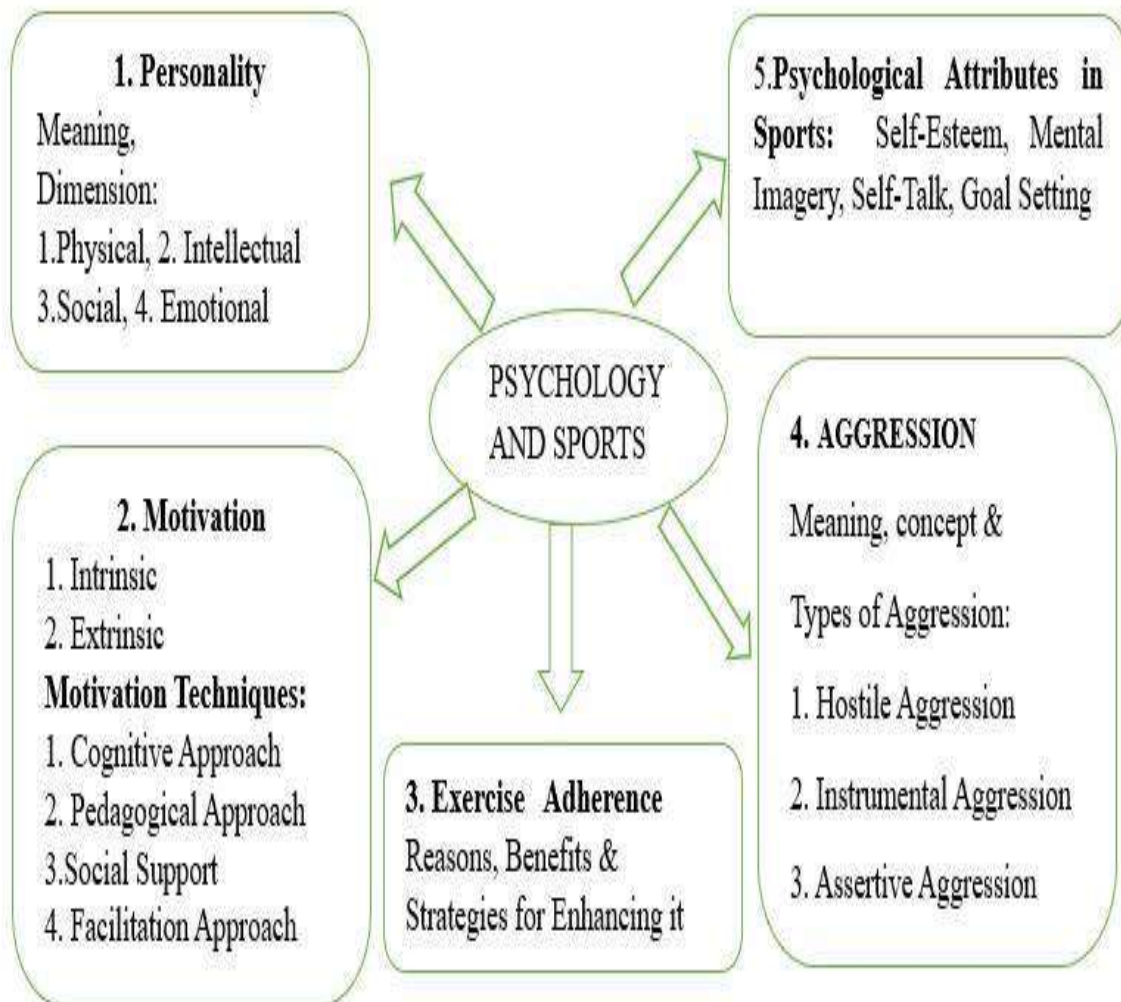 1. Personality
Meaning,
Dimension:
1.Physical, 2. Intellectual
3.Social, 4. Emotional
5.Psychological Attributes in
Sports: Self-Esteem, Mental
Imagery, Self-Talk, Goal Setting
PSYCHOLOGY
AND SPORTS
2. Motivation
1. Intrinsic
2. Extrinsic
Motivation Techniques:
1. Cognitive Approach
2. Pedagogical Approach
3.Social Support
4. Facilitation Approach
3. Exercise Adherence
Reasons, Benefits &
Strategies for Enhancing it
4. AGGRESSION
Meaning, concept &
Types of Aggression:
1. Hostile Aggression
2. Instrumental Aggression
3. Assertive Aggression